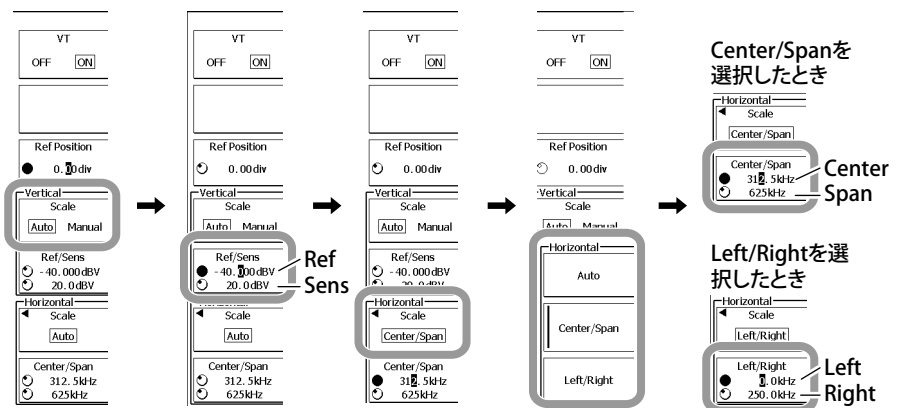 VT
OFF ON
Ref Position
0.00div
Vertical
Scale
Auto Manual
Ref/Sens
-40.000dBV
20.0dBV
Horizontal
Scale
Auto
Center/Span
312.5kHz
625kHz
VT
OFF ON
Ref Position
0.00div
Vertical
Scale
Auto Manual
Ref/Sens
-40.000dBV
20.0dBV
Ref
Sens
Scale
Auto
Center/Span
312.5kHz
625kHz
VT
OFF ON
Ref Position
0.00div
Vertical
Scale
Auto Manual
Ref/Sens
-40.000dBV
20.0dBV
Horizontal
Scale
Center/Span
Center/Span
312.5kHz
625kHz
VT
OFF ON
Ref Position
0.00div
Vertical
Scale
Auto Manual
Horizontal
Auto
Center/Span
Left/Right
Center/Spanを
選択したとき
Horizontal
Scale
Center/Span
Center/Span
312.5kHz
625kHz
Center
Span
Left/Rightを選
択したとき
Horizontal
Scale
Left/Right
Left/Right
0.0kHz
250.0kHz
Left
Right